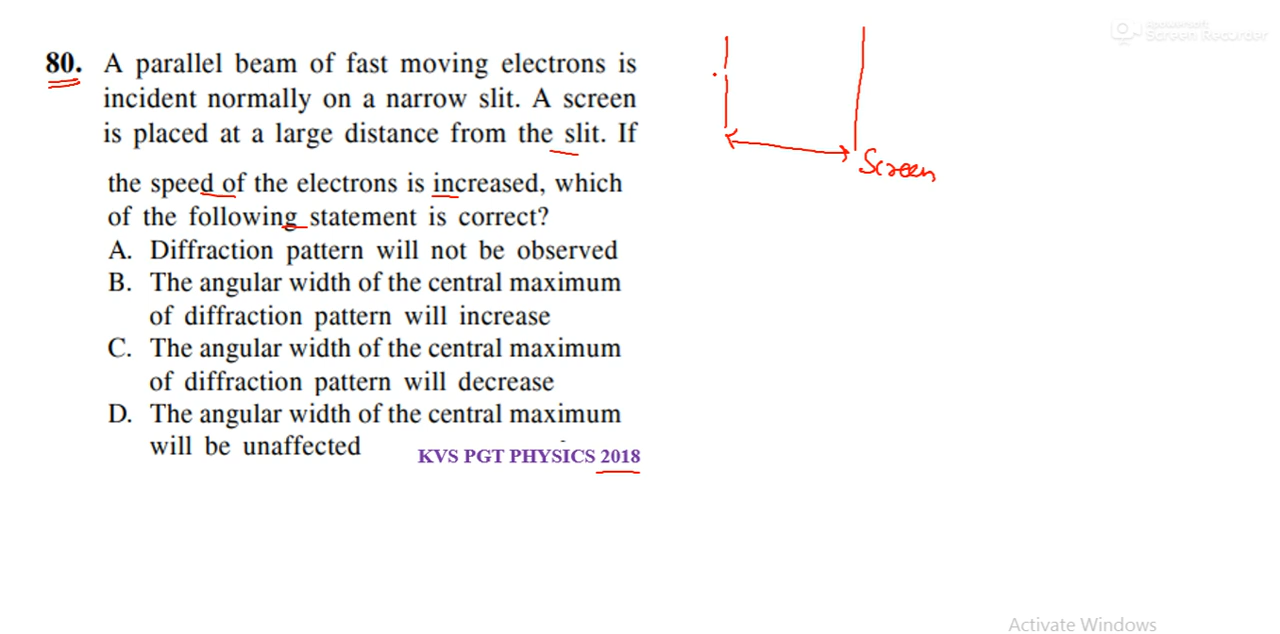 80. A parallel beam of fast moving electrons is
incident normally on a narrow slit. A screen
is placed at a large distance from the slit. If
the speed of the electrons is increased, which
of the following statement is correct?
A. Diffraction pattern will not be observed
B. The angular width of the central maximum
of diffraction pattern will increase
C. The angular width of the central maximum
of diffraction pattern will decrease
D. The angular width of the central maximum
will be unaffected
KVS PGT PHYSICS 2018
Screen
Apowersoft
Screen Recorder
Activate Windows